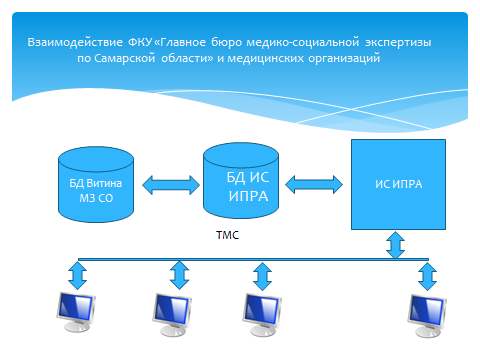 Взаимодействие ФКУ «Главное бюро медико-социальной экспертизы
по Самарской области» и медицинских организаций
БД Витина
МЗ СО
БД ИС
ИПРА
ИС ИПРА
ТМС